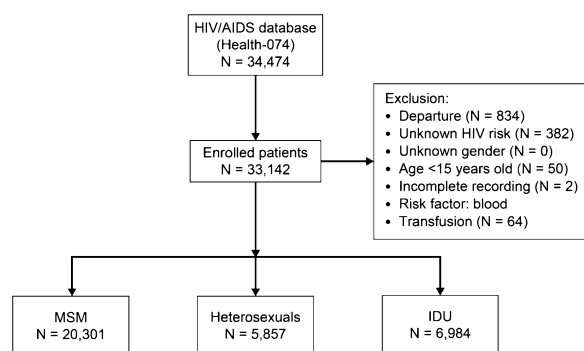 HIV/AIDS database
(Health-074)
N = 34,474
Exclusion:
• Departure (N = 834)
• Unknown HIV risk (N = 382)
• Unknown gender (N = 0)
• Age <15 years old (N = 50)
• Incomplete recording (N = 2)
• Risk factor: blood
• Transfusion (N = 64)
Enrolled patients
N = 33,142
MSM
N = 20,301
Heterosexuals
N = 5,857
IDU
N = 6,984